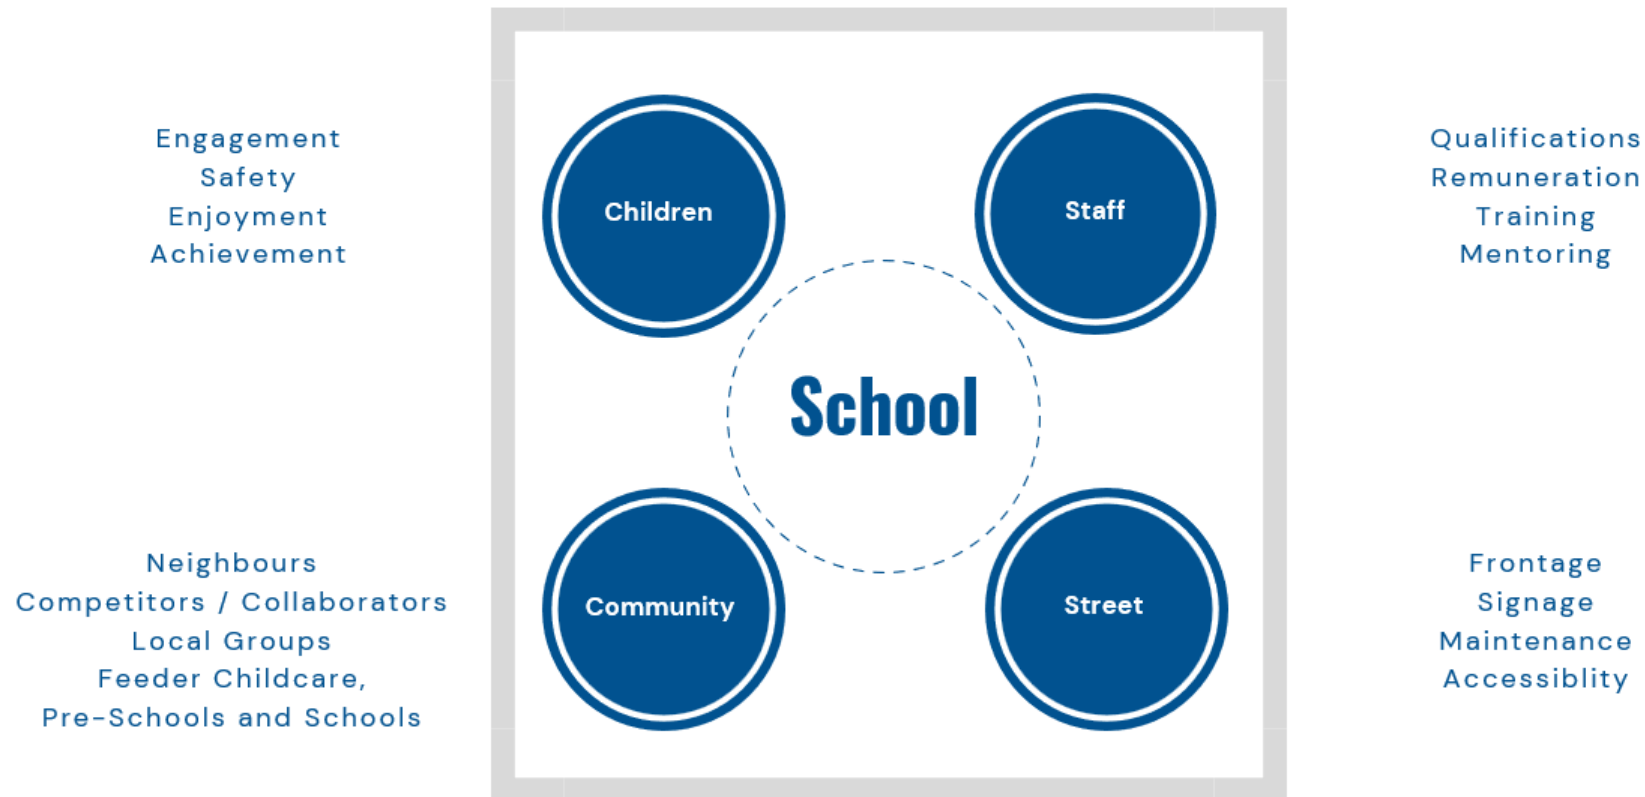 Engagement
Safety
Enjoyment
Achievement
Children
Staff
Qualifications
Remuneration
Training
Mentoring
School
Neighbours
Competitors / Collaborators
Local Groups
Feeder Childcare,
Pre-Schools and Schools
Community
Street
Frontage
Signage
Maintenance
Accessiblity